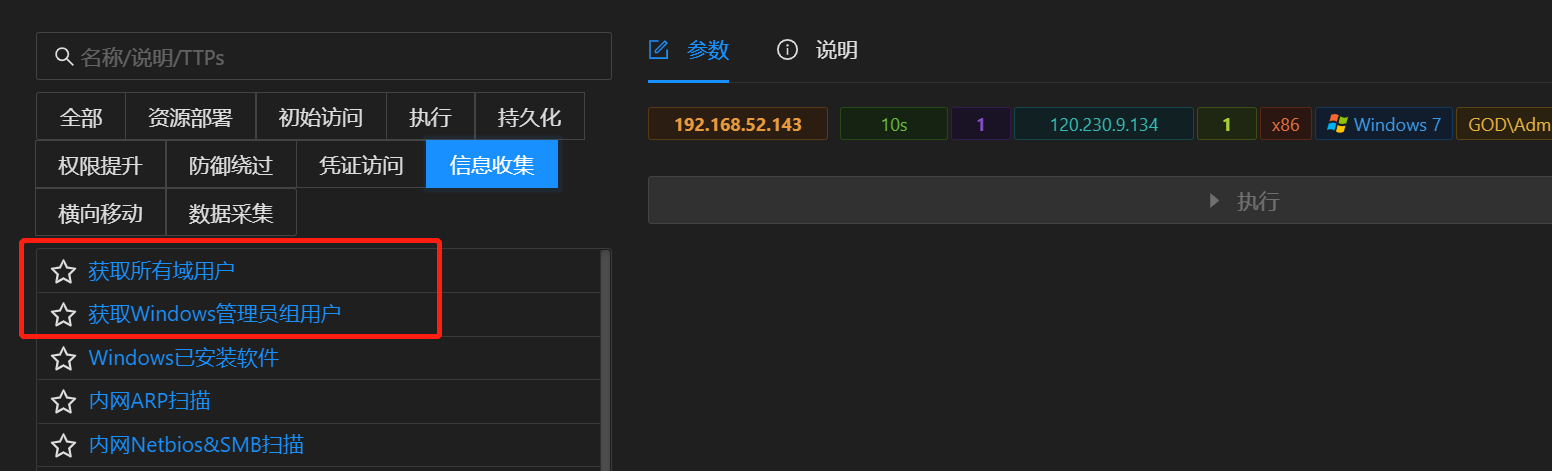 名称/说明/TTPs
全部 资源部署 初始访问 执行 持久化
权限提升 防御绕过 凭证访问 信息收集
横向移动 数据采集
获取所有域用户
获取Windows管理员组用户
Windows已安装软件
内网ARP扫描
内网Netbios&SMB扫描
参数 说明
192.168.52.143 10s 1 120.230.9.134 1 x86 Windows 7 GOD\Adm
执行